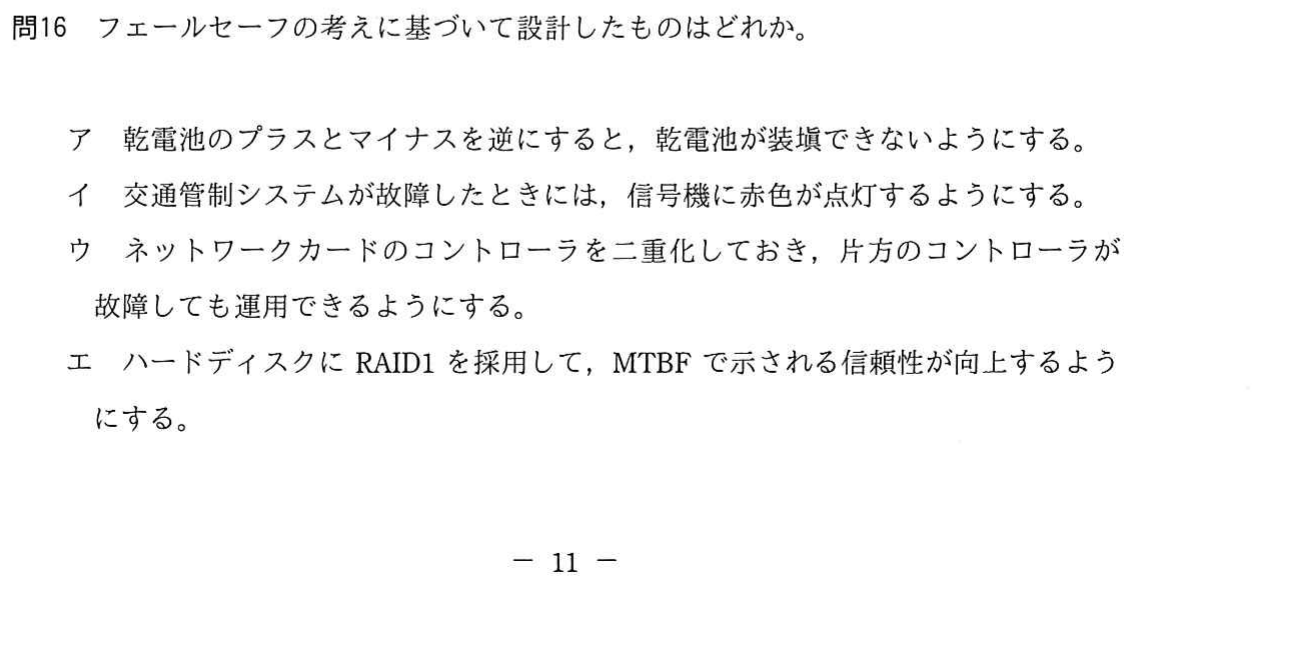 問16 フェールセーフの考えに基づいて設計したものはどれか。
ア 乾電池のプラスとマイナスを逆にすると，乾電池が装塡できないようにする。
イ 交通管制システムが故障したときには，信号機に赤色が点灯するようにする。
ウ ネットワークカードのコントローラを二重化しておき，片方のコントローラが
故障しても運用できるようにする。
エ ハードディスクに RAID1 を採用して，MTBF で示される信頼性が向上するよう
にする。
－ 11 －